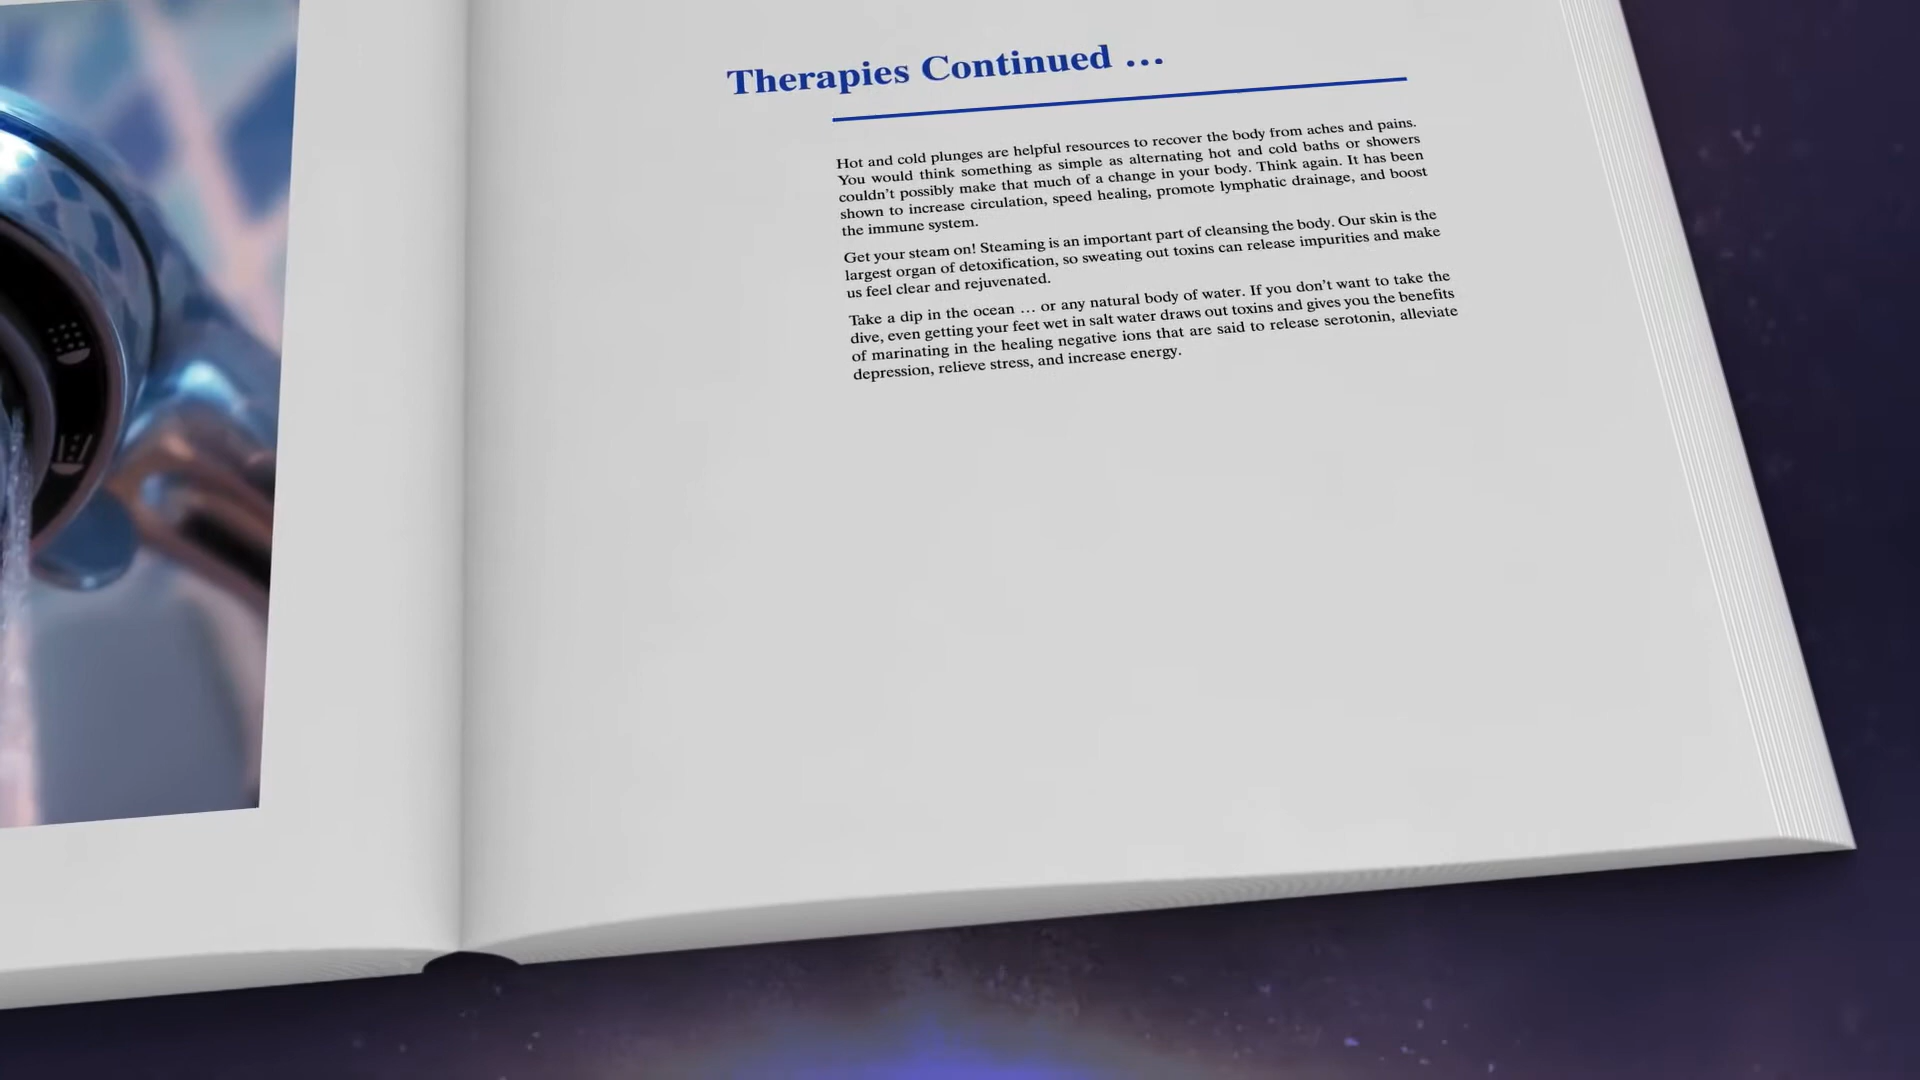 Therapies Continued …
Hot and cold plunges are helpful resources to recover the body from aches and pains.
You would think something as simple as alternating hot and cold baths or showers
couldn’t possibly make that much of a change in your body. Think again. It has been
shown to increase circulation, speed healing, promote lymphatic drainage, and boost
the immune system.
Get your steam on! Steaming is an important part of cleansing the body. Our skin is the
largest organ of detoxification, so sweating out toxins can release impurities and make
us feel clear and rejuvenated.
Take a dip in the ocean … or any natural body of water. If you don’t want to take the
dive, even getting your feet wet in salt water draws out toxins and gives you the benefits
of marinating in the healing negative ions that are said to release serotonin, alleviate
depression, relieve stress, and increase energy.